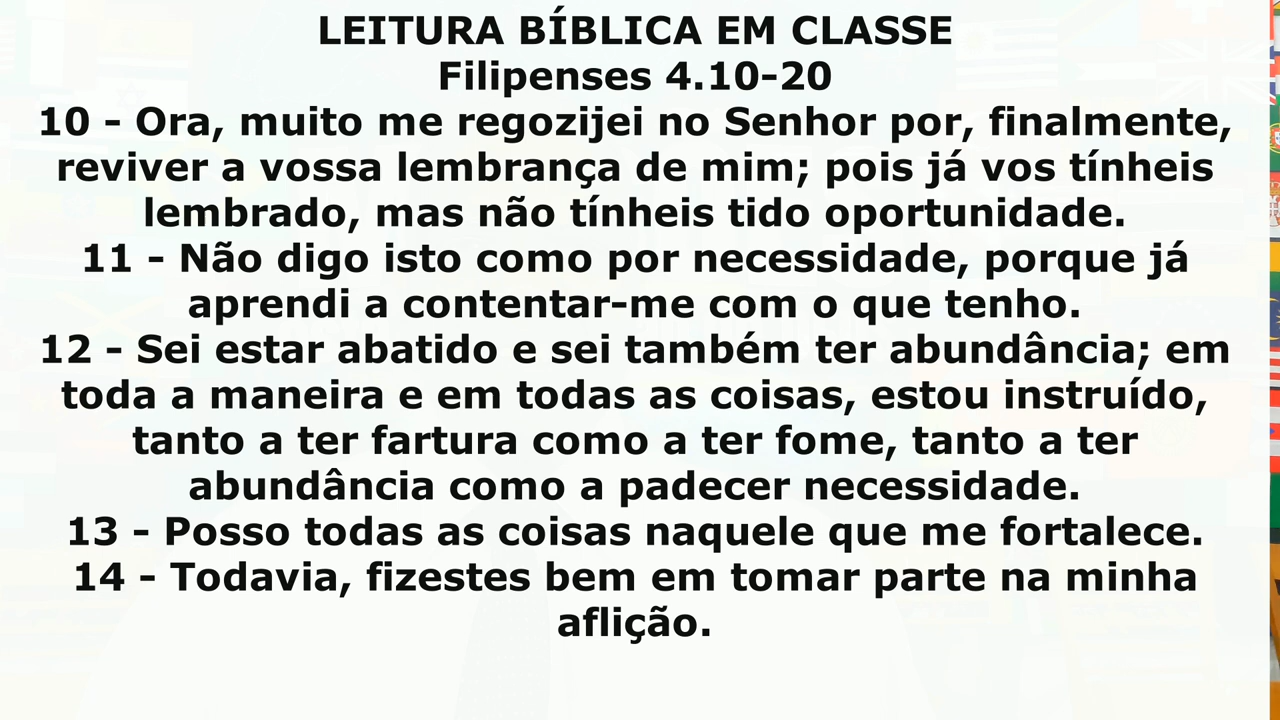 LEITURA BÍBLICA EM CLASSE
Filipenses 4.10-20
10 - Ora, muito me regozijei no Senhor por, finalmente,
reviver a vossa lembrança de mim; pois já vos tínheis
lembrado, mas não tínheis tido oportunidade.
11 - Não digo isto como por necessidade, porque já
aprendi a contentar-me com o que tenho.
12 - Sei estar abatido e sei também ter abundância; em
toda a maneira e em todas as coisas, estou instruído,
tanto a ter fartura como a ter fome, tanto a ter
abundância como a padecer necessidade.
13 - Posso todas as coisas naquele que me fortalece.
14 - Todavia, fizestes bem em tomar parte na minha
aflição.